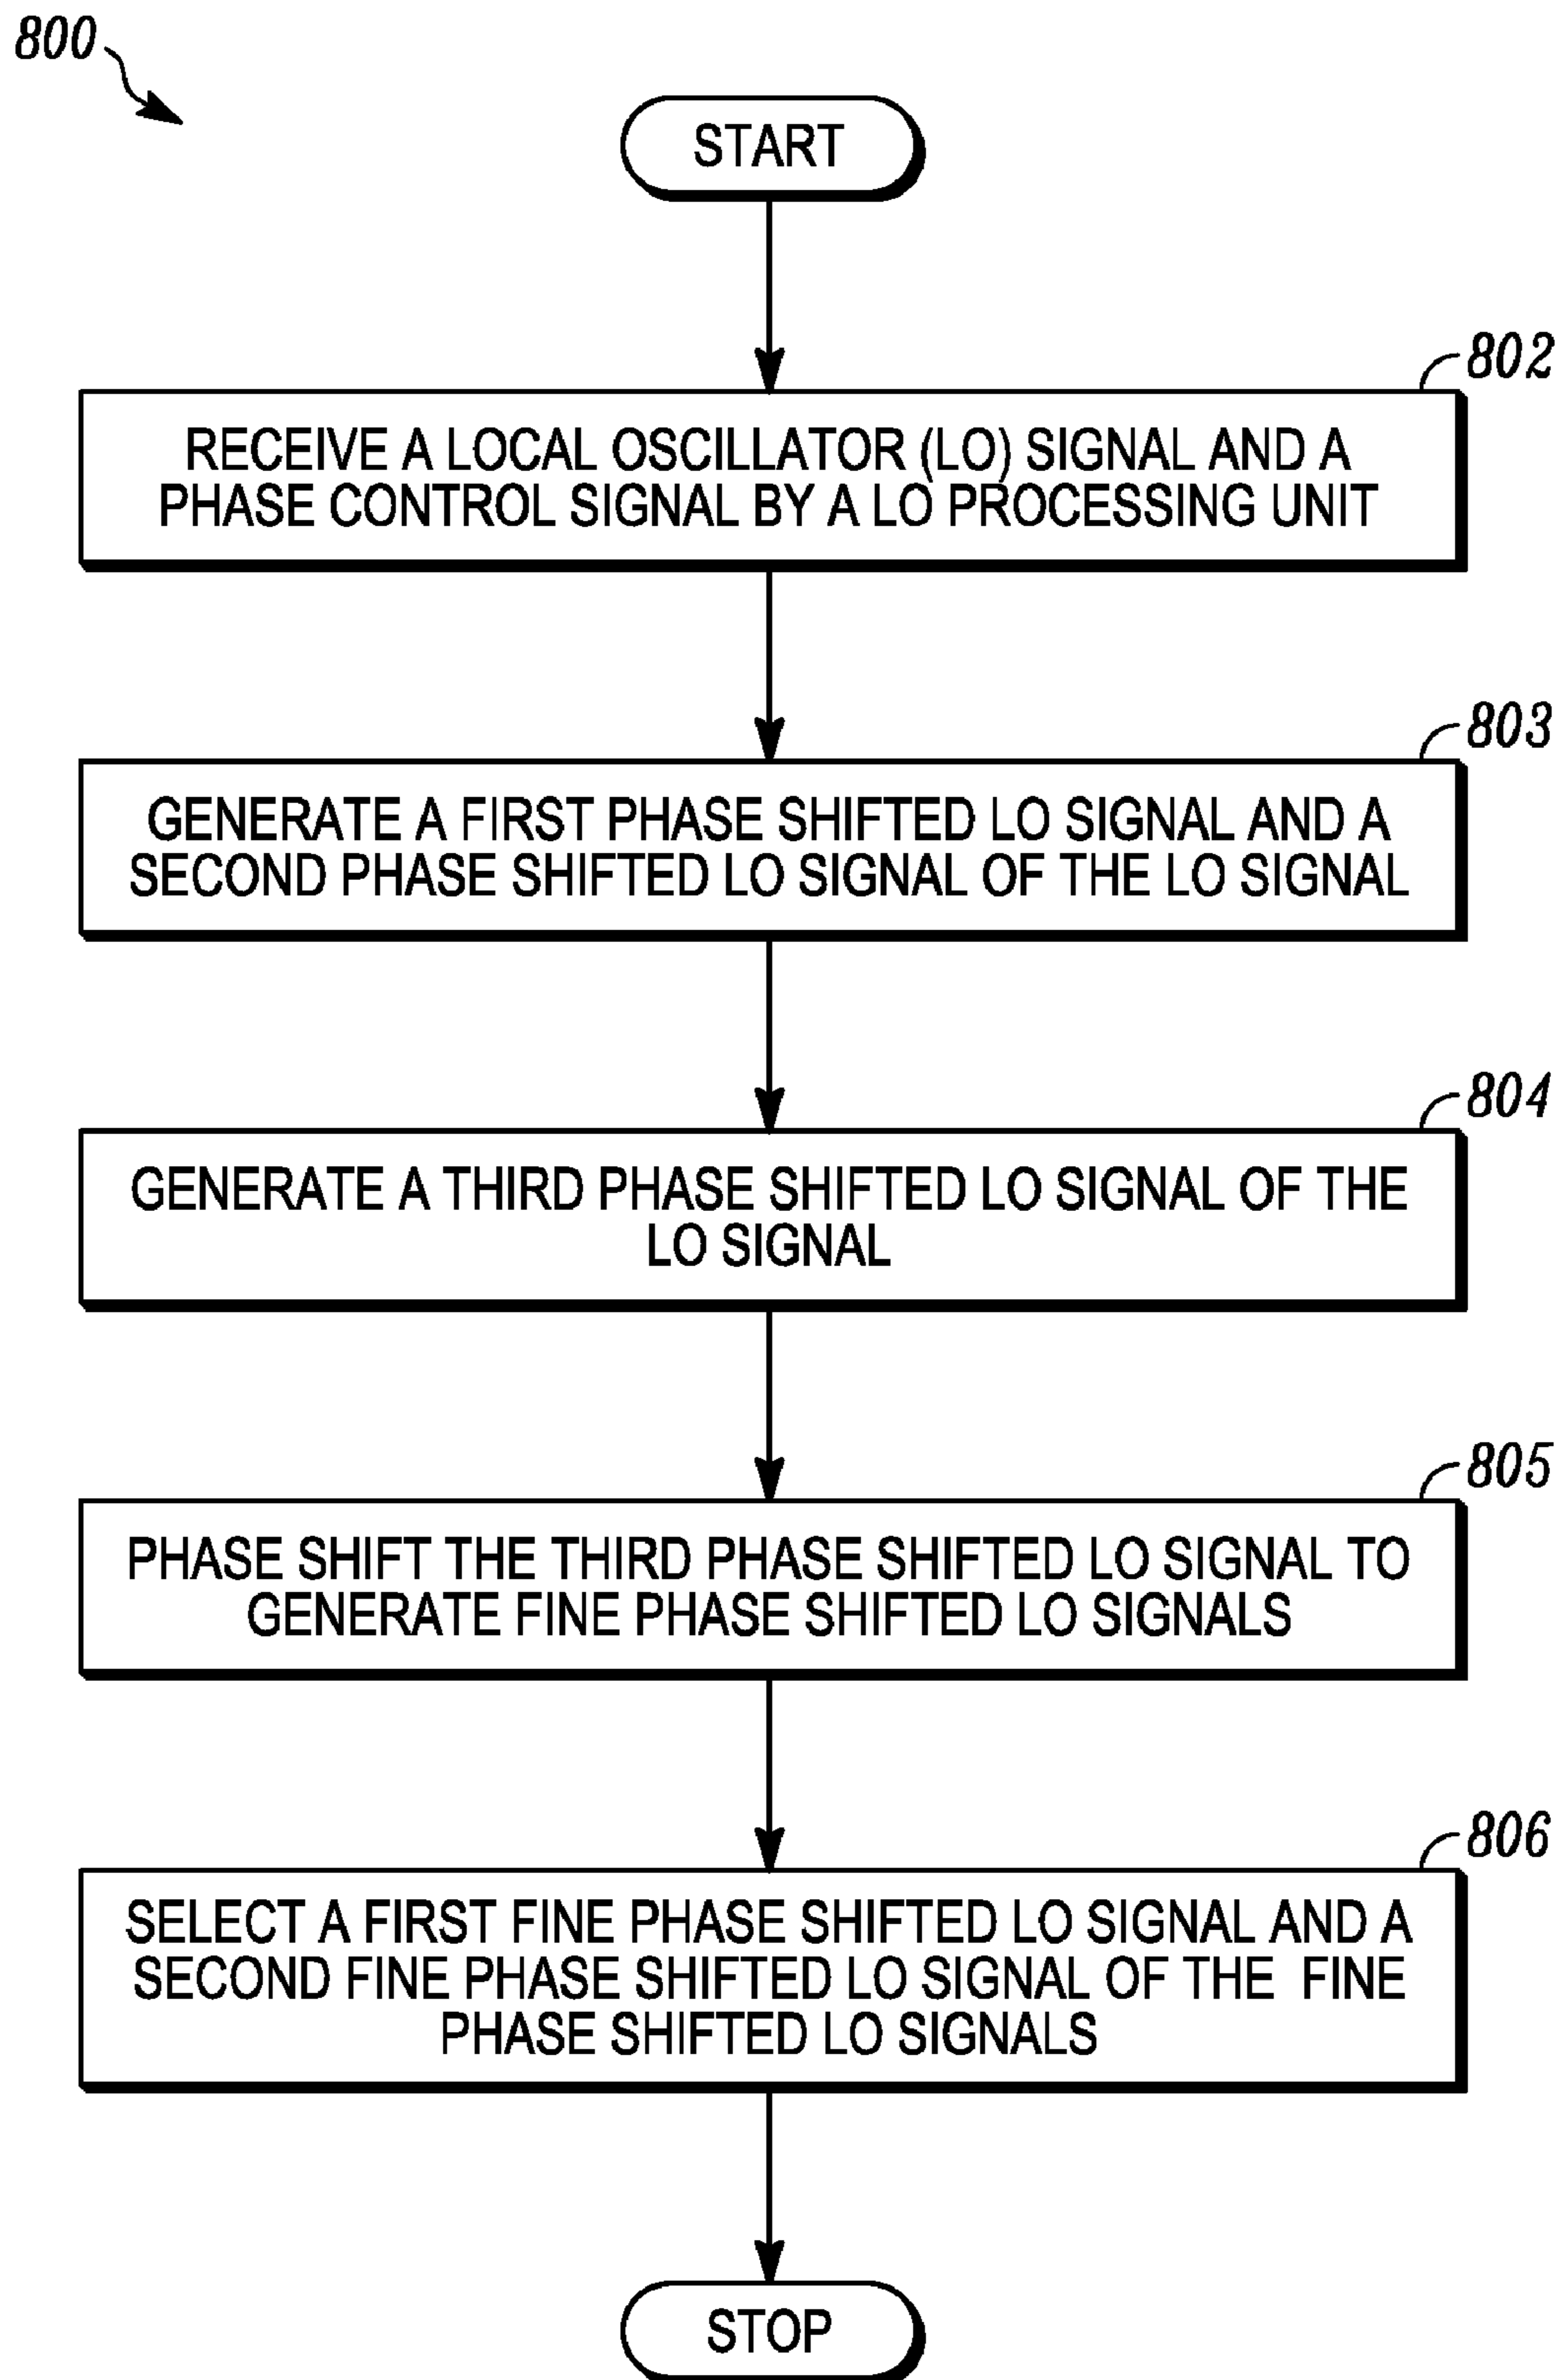 800
START
802
RECEIVE A LOCAL OSCILLATOR (LO) SIGNAL AND A
PHASE CONTROL SIGNAL BY A LO PROCESSING UNIT
803
GENERATE A FIRST PHASE SHIFTED LO SIGNAL AND A
SECOND PHASE SHIFTED LO SIGNAL OF THE LO SIGNAL
804
GENERATE A THIRD PHASE SHIFTED LO SIGNAL OF THE
LO SIGNAL
805
PHASE SHIFT THE THIRD PHASE SHIFTED LO SIGNAL TO
GENERATE FINE PHASE SHIFTED LO SIGNALS
806
SELECT A FIRST FINE PHASE SHIFTED LO SIGNAL AND A
SECOND FINE PHASE SHIFTED LO SIGNAL OF THE FINE
PHASE SHIFTED LO SIGNALS
STOP